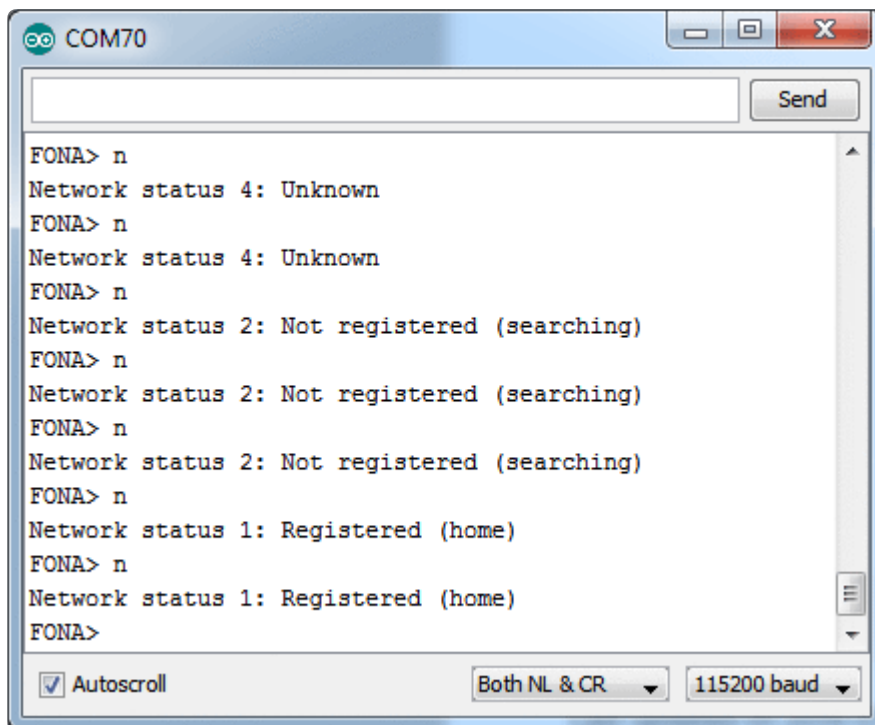 COM70
Send
FONA> n
Network status 4: Unknown
FONA> n
Network status 4: Unknown
FONA> n
Network status 2: Not registered (searching)
FONA> n
Network status 2: Not registered (searching)
FONA> n
Network status 2: Not registered (searching)
FONA> n
Network status 1: Registered (home)
FONA> n
Network status 1: Registered (home)
FONA>
Autoscroll Both NL & CR 115200 baud